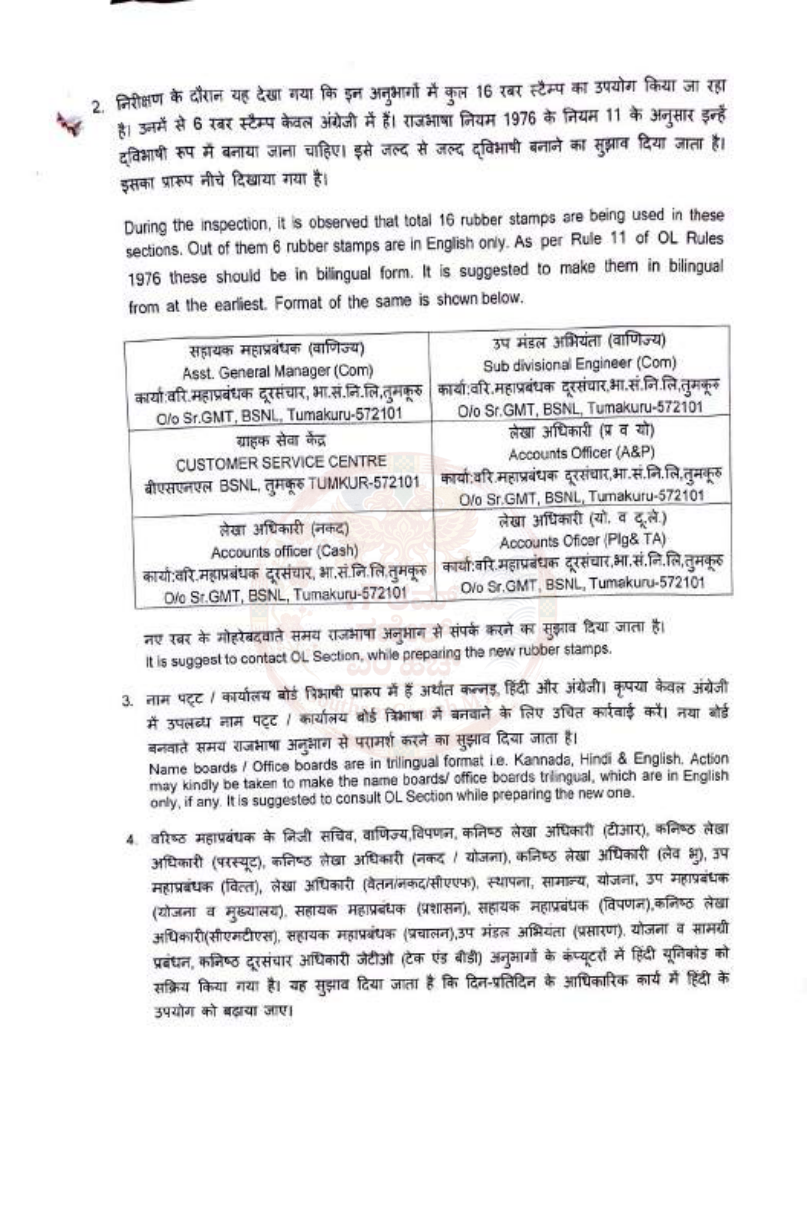 2. निरीक्षण के दौरान यह देखा गया कि इन अनुभागों में कुल 16 रबर स्टैम्प का उपयोग किया जा रहा
है। उनमें से 6 रबर स्टैम्प केवल अंग्रेजी में हैं। राजभाषा नियम 1976 के नियम 11 के अनुसार इन्हें
द्विभाषी रूप में बनाया जाना चाहिए। इसे जल्द से जल्द द्विभाषी बनाने का सुझाव दिया जाता है।
इसका प्रारूप नीचे दिखाया गया है।
During the inspection, it is observed that total 16 rubber stamps are being used in these
sections. Out of them 6 rubber stamps are in English only. As per Rule 11 of OL Rules
1976 these should be in bilingual form. It is suggested to make them in bilingual
from at the earliest. Format of the same is shown below.
सहायक महाप्रबंधक (वाणिज्य)
Asst. General Manager (Com)
कार्या:वरि.महाप्रबंधक दूरसंचार, भा.सं.नि.लि,तुमकूरु
O/o Sr.GMT, BSNL, Tumakuru-572101
उप मंडल अभियंता (वाणिज्य)
Sub divisional Engineer (Com)
कार्या:वरि.महाप्रबंधक दूरसंचार,भा.सं.नि.लि,तुमकूरु
O/o Sr.GMT, BSNL, Tumakuru-572101
ग्राहक सेवा केंद्र
CUSTOMER SERVICE CENTRE
बीएसएनएल BSNL, तुमकूरु TUMKUR-572101
लेखा अधिकारी (प्र व यो)
Accounts Officer (A&P)
कार्या:वरि.महाप्रबंधक दूरसंचार,भा.सं.नि.लि,तुमकूरु
O/o Sr.GMT, BSNL, Tumakuru-572101
लेखा अधिकारी (नकद)
Accounts officer (Cash)
कार्या:वरि.महाप्रबंधक दूरसंचार, भा.सं.नि.लि,तुमकूरु
O/o Sr.GMT, BSNL, Tumakuru-572101
लेखा अधिकारी (यो. व दू.ले.)
Accounts Oficer (Plg& TA)
कार्या:वरि.महाप्रबंधक दूरसंचार,भा.सं.नि.लि,तुमकूरु
O/o Sr.GMT, BSNL, Tumakuru-572101
नए रबर के मोहरेबदवाते समय राजभाषा अनुभाग से संपर्क करने का सुझाव दिया जाता है।
It is suggest to contact OL Section, while preparing the new rubber stamps.
3. नाम पट्ट / कार्यालय बोर्ड त्रिभाषी प्रारूप में हैं अर्थात कन्नड़, हिंदी और अंग्रेजी। कृपया केवल अंग्रेजी
में उपलब्ध नाम पट्ट / कार्यालय बोर्ड त्रिभाषा में बनवाने के लिए उचित कार्रवाई करें। नया बोर्ड
बनवाते समय राजभाषा अनुभाग से परामर्श करने का सुझाव दिया जाता है।
Name boards / Office boards are in trilingual format i.e. Kannada, Hindi & English. Action
may kindly be taken to make the name boards/ office boards trilingual, which are in English
only, if any. It is suggested to consult OL Section while preparing the new one.
4. वरिष्ठ महाप्रबंधक के निजी सचिव, वाणिज्य,विपणन, कनिष्ठ लेखा अधिकारी (टीआर), कनिष्ठ लेखा
अधिकारी (परस्यूट), कनिष्ठ लेखा अधिकारी (नकद / योजना), कनिष्ठ लेखा अधिकारी (लेव भु), उप
महाप्रबंधक (वित्त), लेखा अधिकारी (वेतन/नकद/सीएएफ), स्थापना, सामान्य, योजना, उप महाप्रबंधक
(योजना व मुख्यालय), सहायक महाप्रबंधक (प्रशासन), सहायक महाप्रबंधक (विपणन),कनिष्ठ लेखा
अधिकारी(सीएमटीएस), सहायक महाप्रबंधक (प्रचालन),उप मंडल अभियंता (प्रसारण). योजना व सामग्री
प्रबंधन, कनिष्ठ दूरसंचार अधिकारी जेटीओ (टेक एंड बीडी) अनुभागों के कंप्यूटरों में हिंदी यूनिकोड को
सक्रिय किया गया है। यह सुझाव दिया जाता है कि दिन-प्रतिदिन के आधिकारिक कार्य में हिंदी के
उपयोग को बढ़ाया जाए।